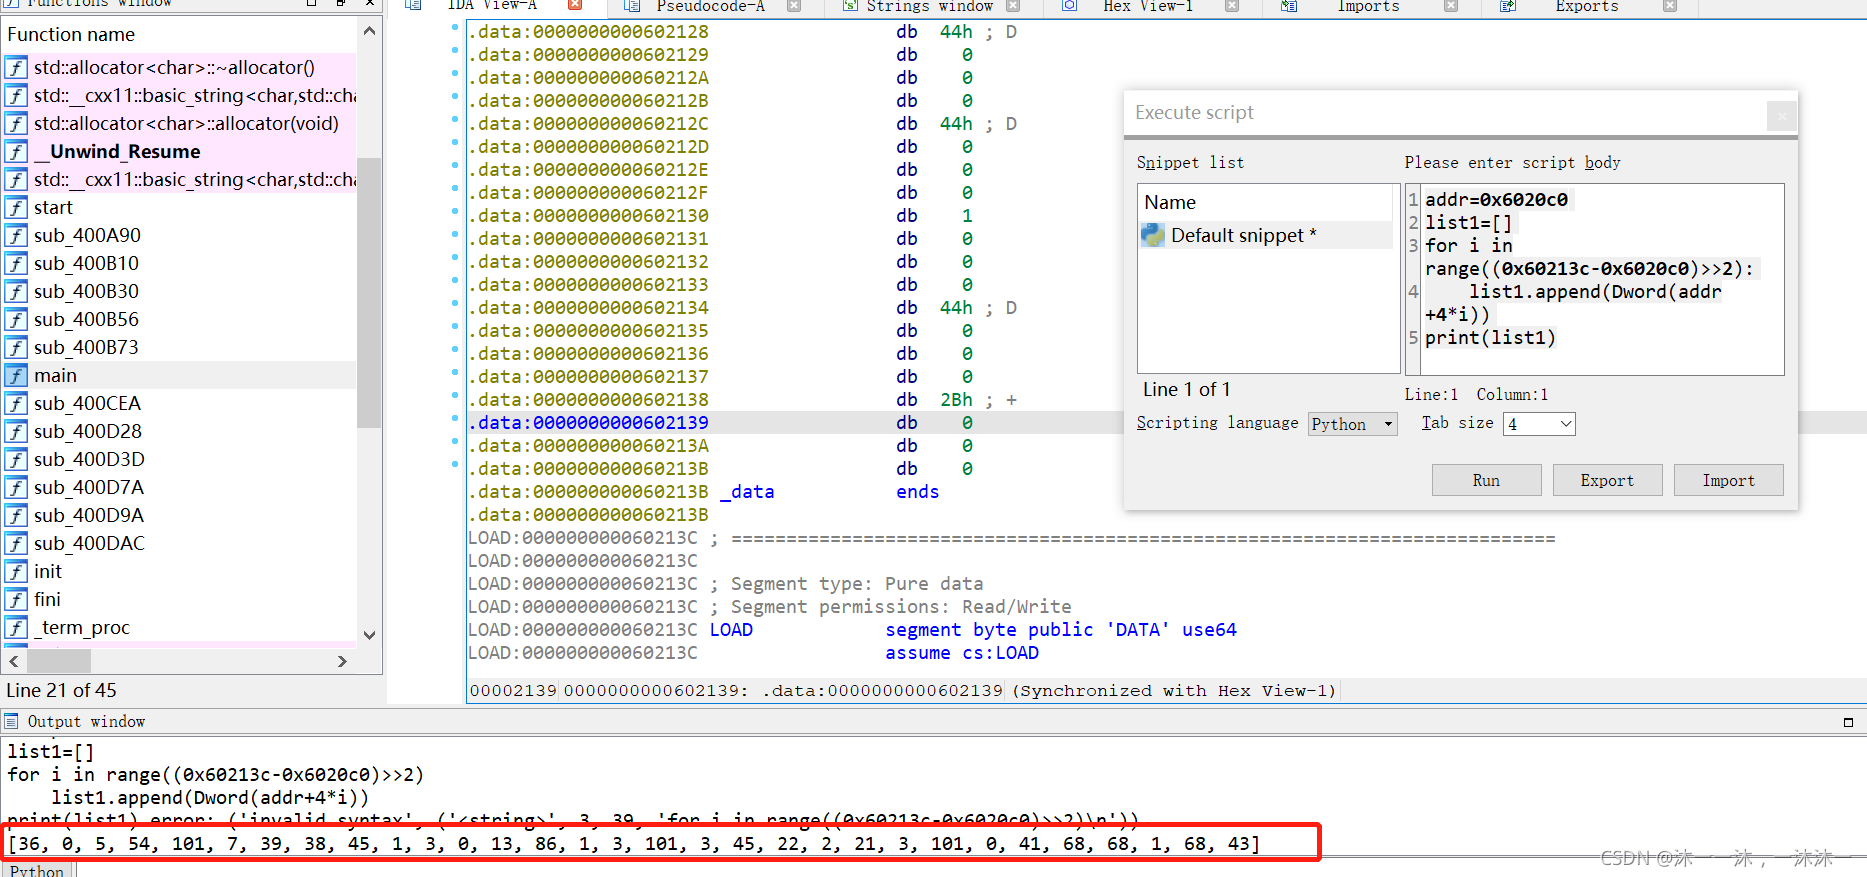 Functions window
IDA View-A
Pseudocode-A
Strings window
Hex View-1
Imports
Exports
Function name
std::allocator<char>::~allocator()
std::__cxx11::basic_string<char,std::cha
std::allocator<char>::allocator(void)
__Unwind_Resume
std::__cxx11::basic_string<char,std::cha
start
sub_400A90
sub_400B10
sub_400B30
sub_400B56
sub_400B73
main
sub_400CEA
sub_400D28
sub_400D3D
sub_400D7A
sub_400D9A
sub_400DAC
init
fini
_term_proc
Line 21 of 45
.data:0000000000602128 db 44h ; D
.data:0000000000602129 db 0
.data:000000000060212A db 0
.data:000000000060212B db 0
.data:000000000060212C db 44h ; D
.data:000000000060212D db 0
.data:000000000060212E db 0
.data:000000000060212F db 0
.data:0000000000602130 db 1
.data:0000000000602131 db 0
.data:0000000000602132 db 0
.data:0000000000602133 db 0
.data:0000000000602134 db 44h ; D
.data:0000000000602135 db 0
.data:0000000000602136 db 0
.data:0000000000602137 db 0
.data:0000000000602138 db 2Bh ; +
.data:0000000000602139 db 0
.data:000000000060213A db 0
.data:000000000060213B db 0
.data:000000000060213B _data ends
.data:000000000060213B
LOAD:000000000060213C ; ===========================================================================
LOAD:000000000060213C
LOAD:000000000060213C ; Segment type: Pure data
LOAD:000000000060213C ; Segment permissions: Read/Write
LOAD:000000000060213C LOAD segment byte public 'DATA' use64
LOAD:000000000060213C assume cs:LOAD
00002139 0000000000602139: .data:0000000000602139 (Synchronized with Hex View-1)
Execute script
Snippet list
Please enter script body
Name
Default snippet *
1 addr=0x6020c0
2 list1=[]
3 for i in
range((0x60213c-0x6020c0)>>2):
4 list1.append(Dword(addr
+4*i))
5 print(list1)
Line 1 of 1
Line:1 Column:1
Scripting language Python Tab size 4
Run Export Import
Output window
list1=[]
for i in range((0x60213c-0x6020c0)>>2)
list1.append(Dword(addr+4*i))
print(list1) error: ('invalid syntax', ('<string>', 3, 39, 'for i in range((0x60213c-0x6020c0)>>2)\n'))
[36, 0, 5, 54, 101, 7, 39, 38, 45, 1, 3, 0, 13, 86, 1, 3, 101, 3, 45, 22, 2, 21, 3, 101, 0, 41, 68, 68, 1, 68, 43]
Python
CSDN @沐一一沐，一沐沐一